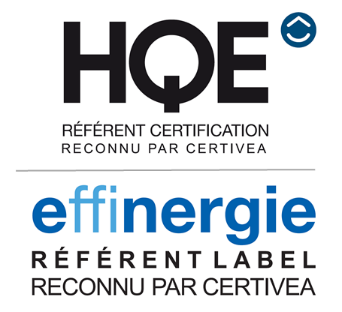 HQE
RÉFÉRENT CERTIFICATION
RECONNU PAR CERTIVEA
effinergie
RÉFÉRENT LABEL
RECONNU PAR CERTIVEA